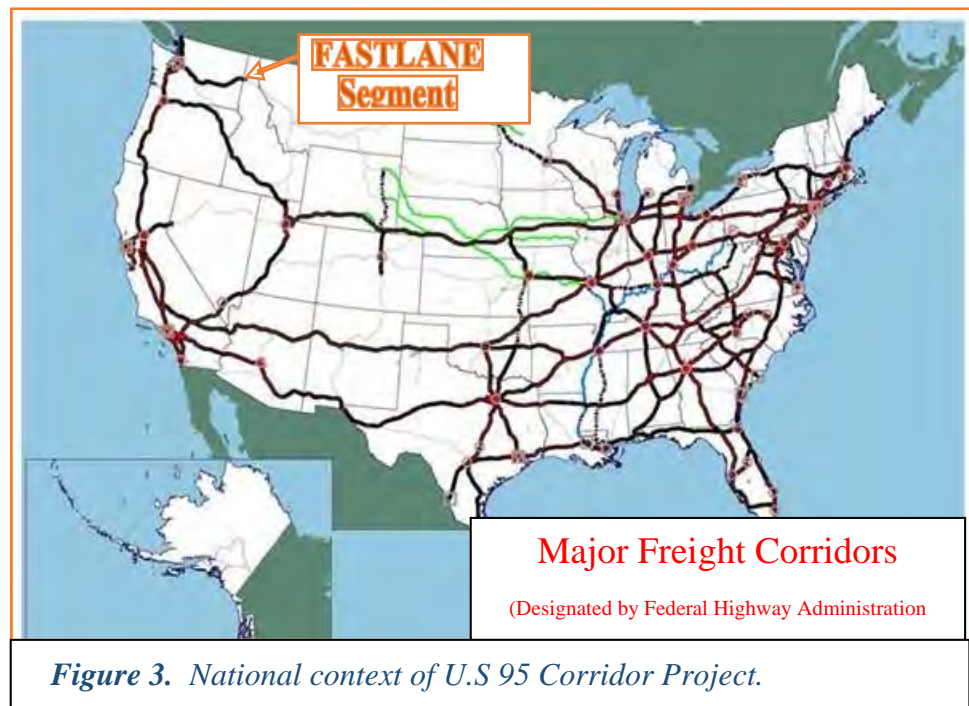 FASTLANE
Segment
Major Freight Corridors
(Designated by Federal Highway Administration
Figure 3. National context of U.S 95 Corridor Project.